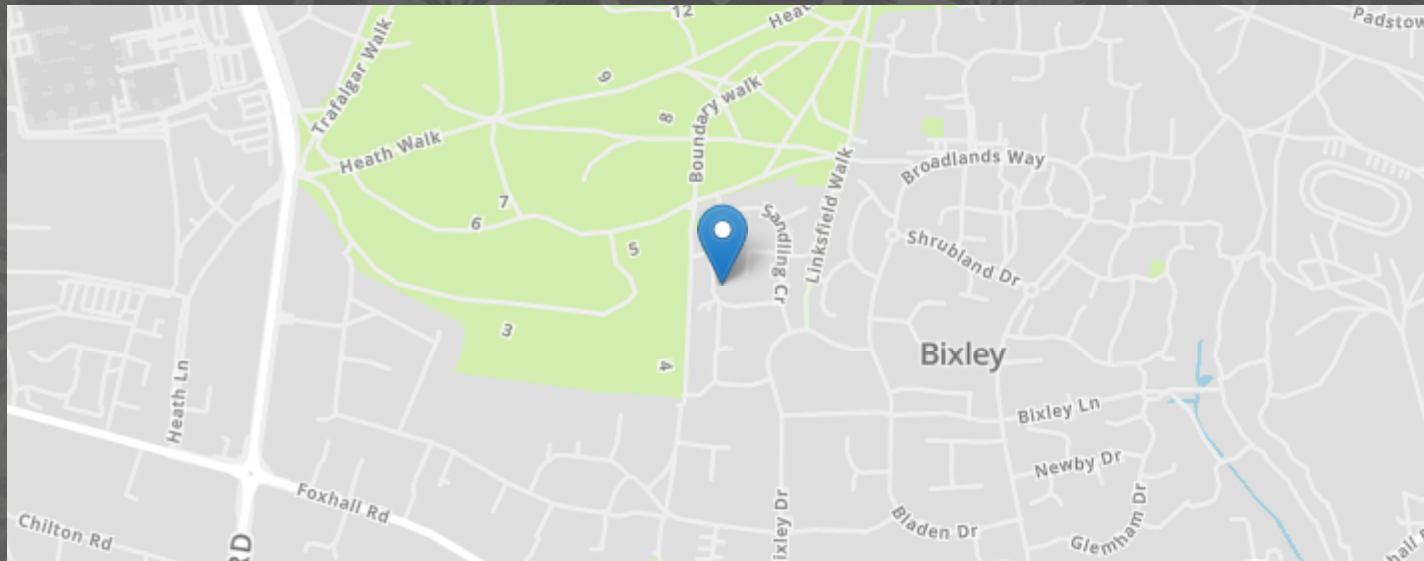 12
Heat
Padstow
Trafalgar Walk
9
Boundary walk
8
Heath Walk
Broadlands Way
Linksfield Walk
7
6
Sandling Cr
5
Shrubland Dr
3
Bixley
4
Heath Ln
Bixley Ln
Newby Dr
Foxhall Rd
ixley Dr
Bladen Dr
Glemham Dr
Chilton Rd
RD
hall R